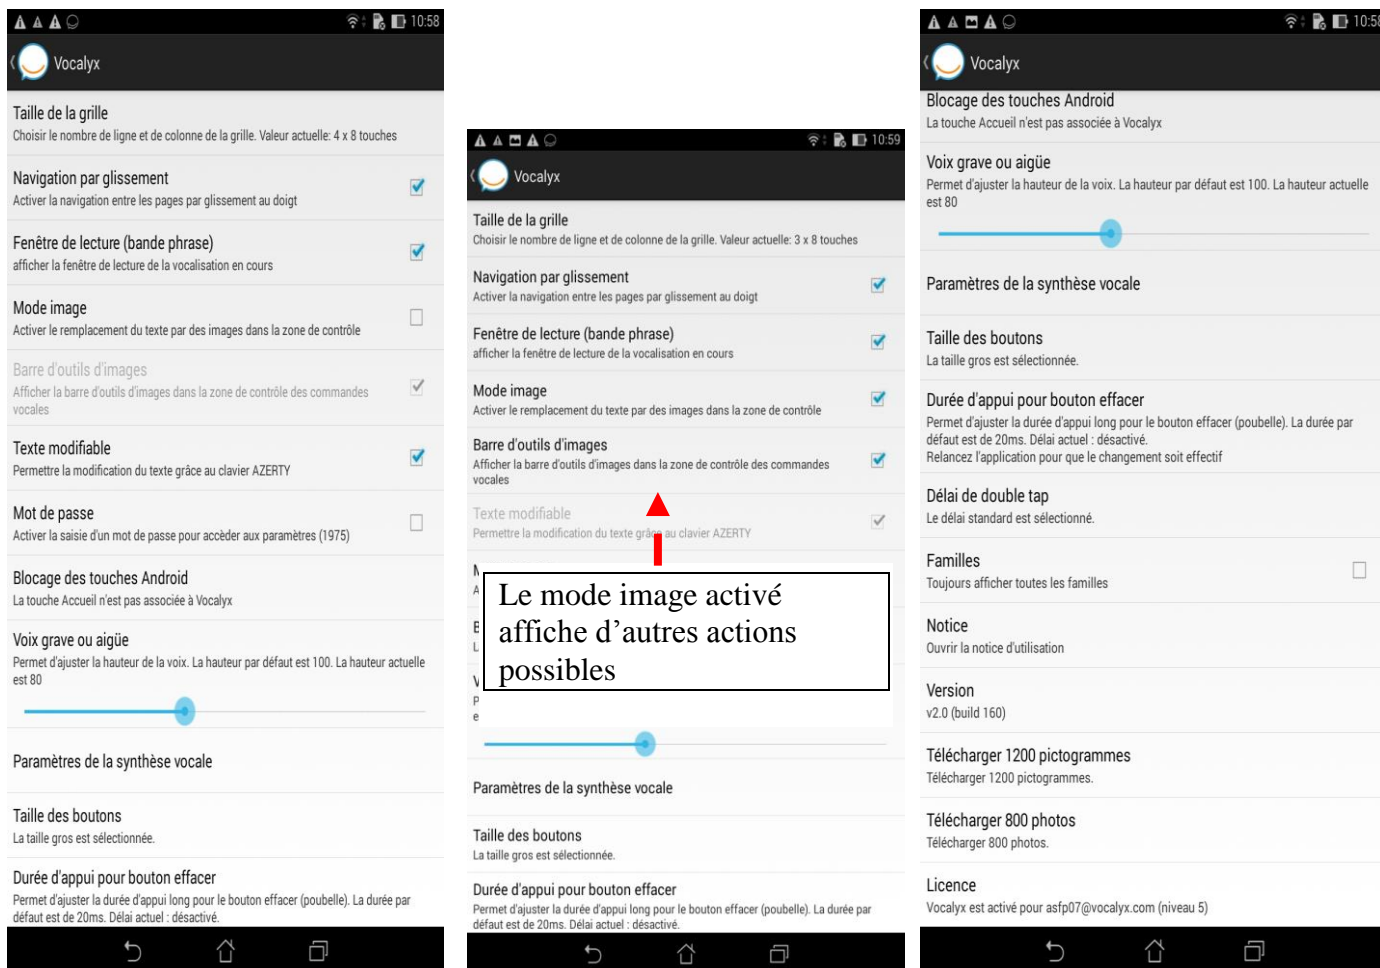 10:58
Vocalyx
Taille de la grille
Choisir le nombre de ligne et de colonne de la grille. Valeur actuelle: 4 x 8 touches
Navigation par glissement
Activer la navigation entre les pages par glissement au doigt
Fenêtre de lecture (bande phrase)
afficher la fenêtre de lecture de la vocalisation en cours
Mode image
Activer le remplacement du texte par des images dans la zone de contrôle
Barre d'outils d'images
Afficher la barre d'outils d'images dans la zone de contrôle des commandes
vocales
Texte modifiable
Permettre la modification du texte grâce au clavier AZERTY
Mot de passe
Activer la saisie d'un mot de passe pour accèder aux paramètres (1975)
Blocage des touches Android
La touche Accueil n'est pas associée à Vocalyx
Voix grave ou aigüe
Permet d'ajuster la hauteur de la voix. La hauteur par défaut est 100. La hauteur actuelle
est 80
Paramètres de la synthèse vocale
Taille des boutons
La taille gros est sélectionnée.
Durée d'appui pour bouton effacer
Permet d'ajuster la durée d'appui long pour le bouton effacer (poubelle). La durée par
défaut est de 20ms. Délai actuel : désactivé.
10:59
Vocalyx
Taille de la grille
Choisir le nombre de ligne et de colonne de la grille. Valeur actuelle: 3 x 8 touches
Navigation par glissement
Activer la navigation entre les pages par glissement au doigt
Fenêtre de lecture (bande phrase)
afficher la fenêtre de lecture de la vocalisation en cours
Mode image
Activer le remplacement du texte par des images dans la zone de contrôle
Barre d'outils d'images
Afficher la barre d'outils d'images dans la zone de contrôle des commandes
vocales
Texte modifiable
Permettre la modification du texte grâce au clavier AZERTY
Le mode image activé
affiche d’autres actions
possibles
Paramètres de la synthèse vocale
Taille des boutons
La taille gros est sélectionnée.
Durée d'appui pour bouton effacer
Permet d'ajuster la durée d'appui long pour le bouton effacer (poubelle). La durée par
défaut est de 20ms. Délai actuel : désactivé.
10:58
Vocalyx
Blocage des touches Android
La touche Accueil n'est pas associée à Vocalyx
Voix grave ou aigüe
Permet d'ajuster la hauteur de la voix. La hauteur par défaut est 100. La hauteur actuelle
est 80
Paramètres de la synthèse vocale
Taille des boutons
La taille gros est sélectionnée.
Durée d'appui pour bouton effacer
Permet d'ajuster la durée d'appui long pour le bouton effacer (poubelle). La durée par
défaut est de 20ms. Délai actuel : désactivé.
Relancez l'application pour que le changement soit effectif
Délai de double tap
Le délai standard est sélectionné.
Familles
Toujours afficher toutes les familles
Notice
Ouvrir la notice d'utilisation
Version
v2.0 (build 160)
Télécharger 1200 pictogrammes
Télécharger 1200 pictogrammes.
Télécharger 800 photos
Télécharger 800 photos.
Licence
Vocalyx est activé pour asfp07@vocalyx.com (niveau 5)